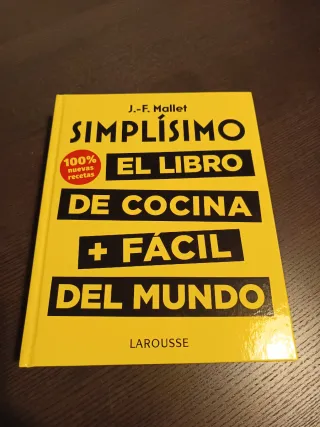 J.-F. Mallet
SIMPLÍSIMO
100%
nuevas
recetas
EL LIBRO
DE COCINA
+ FÁCIL
DEL MUNDO
LAROUSSE